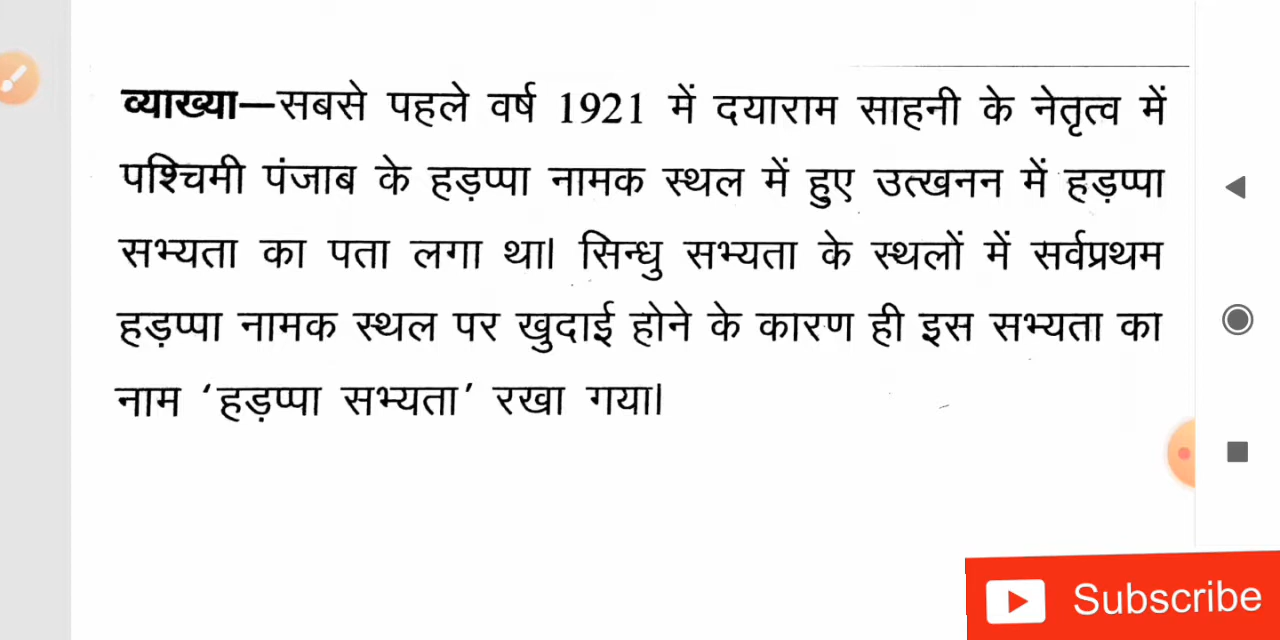 व्याख्या—सबसे पहले वर्ष 1921 में दयाराम साहनी के नेतृत्व में
पश्चिमी पंजाब के हड़प्पा नामक स्थल में हुए उत्खनन में हड़प्पा
सभ्यता का पता लगा था। सिन्धु सभ्यता के स्थलों में सर्वप्रथम
हड़प्पा नामक स्थल पर खुदाई होने के कारण ही इस सभ्यता का
नाम ‘हड़प्पा सभ्यता’ रखा गया।
Subscribe